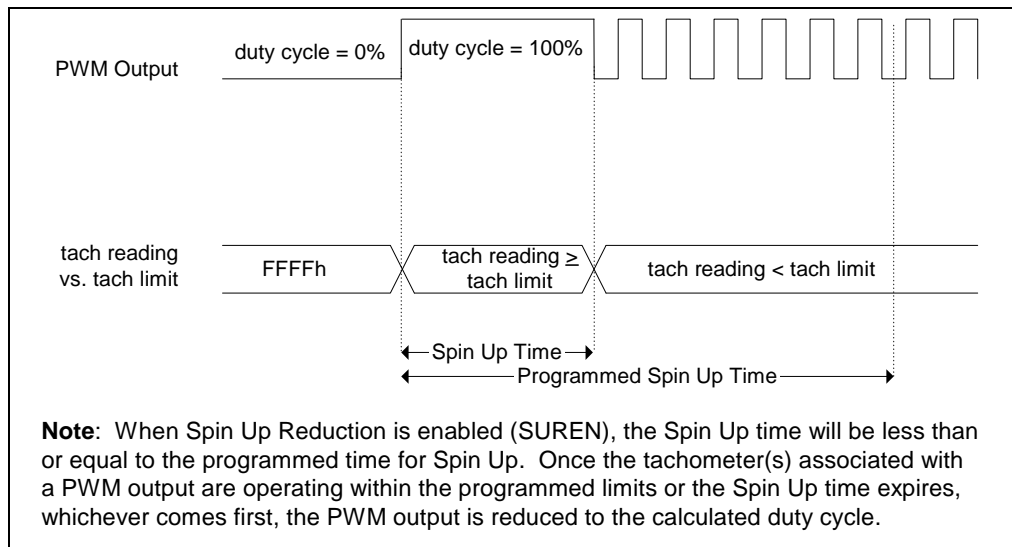 duty cycle = 0%
duty cycle = 100%
PWM Output
tach reading
vs. tach limit
FFFFh
tach reading ≥
tach limit
tach reading < tach limit
Spin Up Time
Programmed Spin Up Time
Note: When Spin Up Reduction is enabled (SUREN), the Spin Up time will be less than
or equal to the programmed time for Spin Up. Once the tachometer(s) associated with
a PWM output are operating within the programmed limits or the Spin Up time expires,
whichever comes first, the PWM output is reduced to the calculated duty cycle.